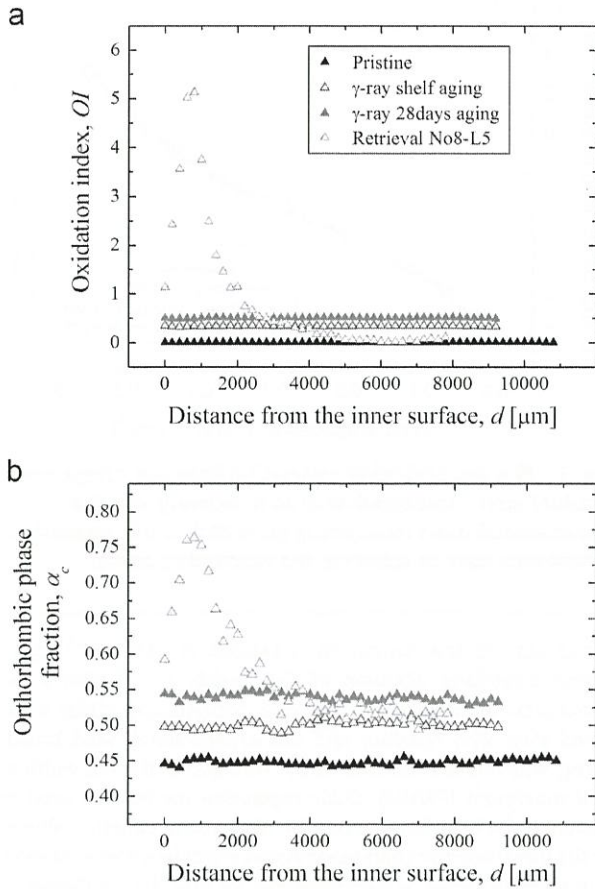 a
6
5
4
3
2
1
0
Oxidation index, OI
Pristine
γ-ray shelf aging
γ-ray 28days aging
Retrieval No8-L5
0 2000 4000 6000 8000 10000
Distance from the inner surface, d [μm]
b
0.80
0.75
0.70
0.65
0.60
0.55
0.50
0.45
0.40
Orthorhombic phase
fraction, αc
0 2000 4000 6000 8000 10000
Distance from the inner surface, d [μm]